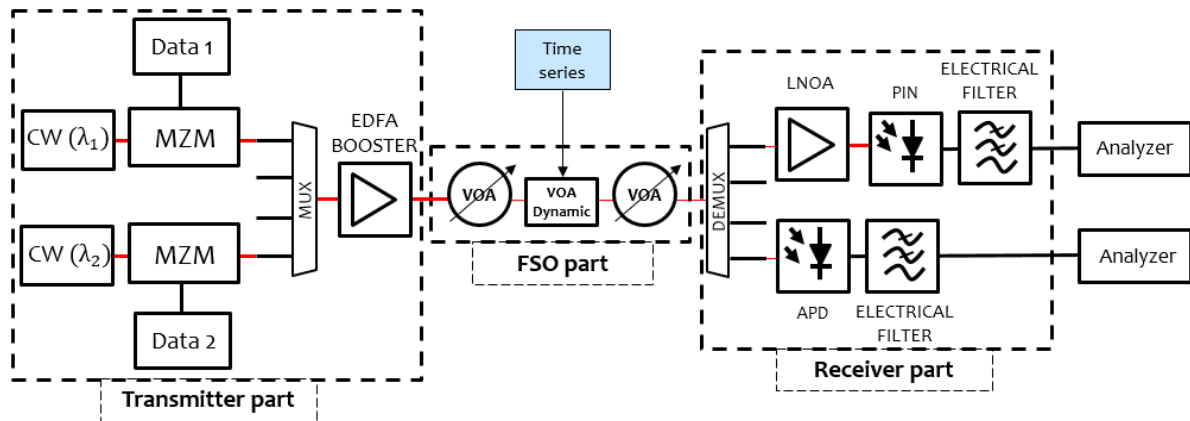 Data 1
CW (λ₁)
MZM
CW (λ₂)
MZM
Data 2
MUX
EDFA
BOOSTER
Transmitter part
Time
series
VOA
VOA
Dynamic
VOA
FSO part
DEMUX
LNOA
PIN
ELECTRICAL
FILTER
APD
ELECTRICAL
FILTER
Receiver part
Analyzer
Analyzer